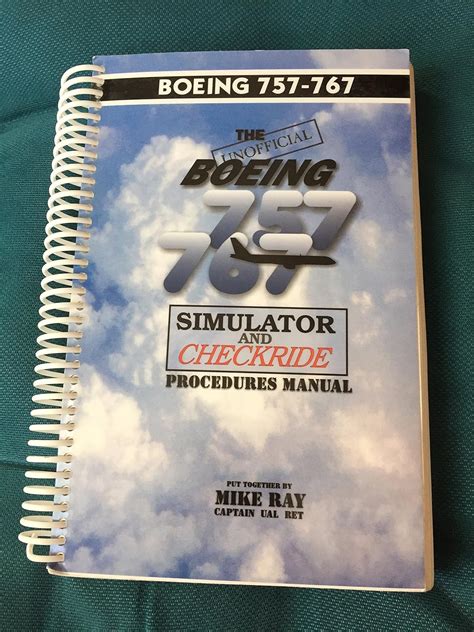 BOEING 757-767
THE
UNOFFICIAL
BOEING
757
767
SIMULATOR
AND
CHECKRIDE
PROCEDURES MANUAL
PUT TOGETHER BY
MIKE RAY
CAPTAIN UAL RET